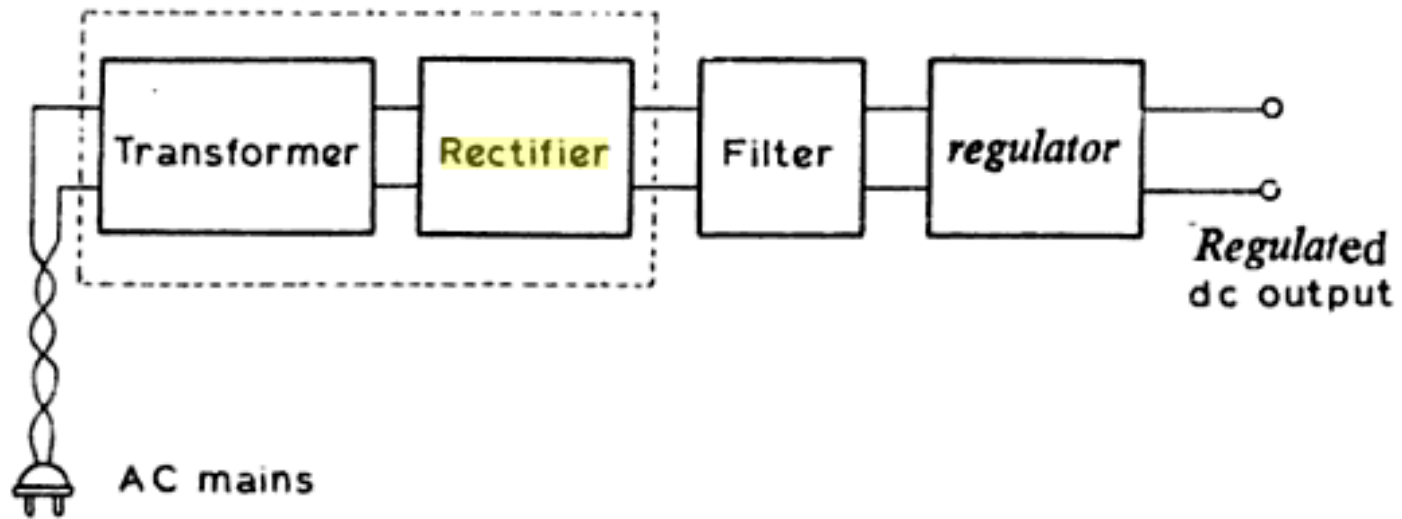 Transformer
Rectifier
Filter
regulator
Regulated
dc output
AC mains